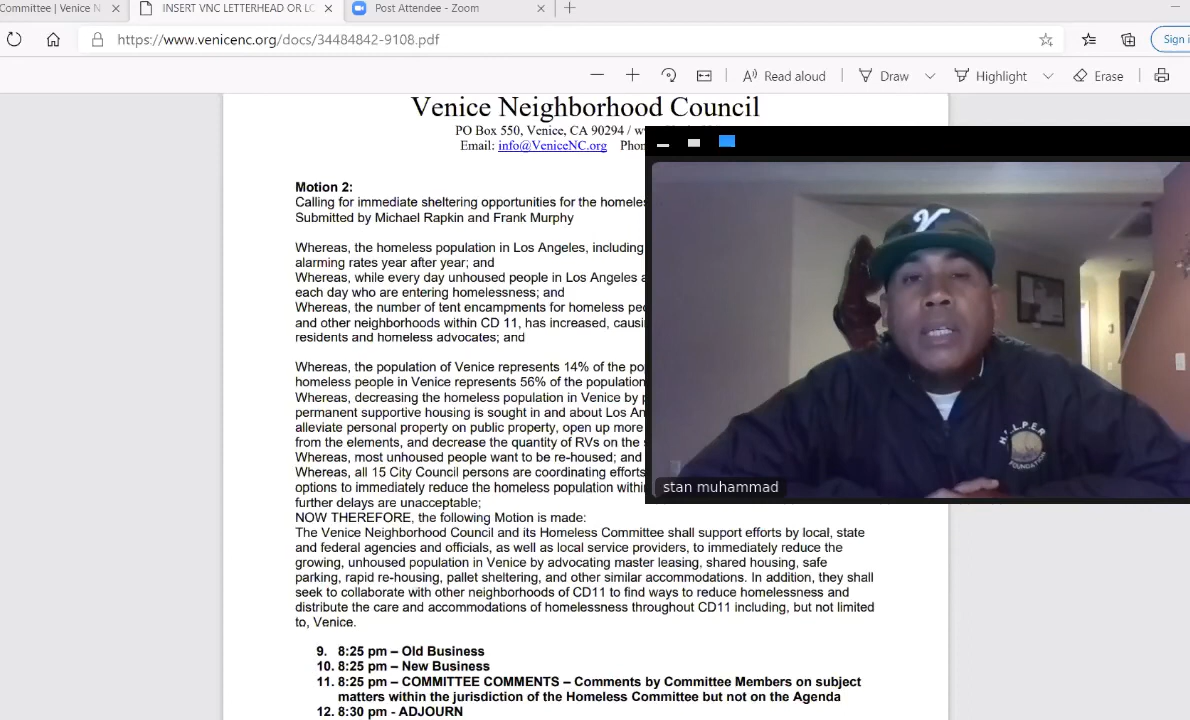 Committee | Venice N
INSERT VNC LETTERHEAD OR LO
Post Attendee - Zoom
https://www.venicenc.org/docs/34484842-9108.pdf
Sign i
Read aloud
Draw
Highlight
Erase
Venice Neighborhood Council
PO Box 550, Venice, CA 90294 / w
Email: info@VeniceNC.org Phon
Motion 2:
Calling for immediate sheltering opportunities for the homeles
Submitted by Michael Rapkin and Frank Murphy
Whereas, the homeless population in Los Angeles, including
alarming rates year after year; and
Whereas, while every day unhoused people in Los Angeles a
each day who are entering homelessness; and
Whereas, the number of tent encampments for homeless peo
and other neighborhoods within CD 11, has increased, causi
residents and homeless advocates; and
Whereas, the population of Venice represents 14% of the po
homeless people in Venice represents 56% of the population
Whereas, decreasing the homeless population in Venice by p
permanent supportive housing is sought in and about Los An
alleviate personal property on public property, open up more
from the elements, and decrease the quantity of RVs on the s
Whereas, most unhoused people want to be re-housed; and
Whereas, all 15 City Council persons are coordinating efforts
options to immediately reduce the homeless population within
further delays are unacceptable;
NOW THEREFORE, the following Motion is made:
The Venice Neighborhood Council and its Homeless Committee shall support efforts by local, state
and federal agencies and officials, as well as local service providers, to immediately reduce the
growing, unhoused population in Venice by advocating master leasing, shared housing, safe
parking, rapid re-housing, pallet sheltering, and other similar accommodations. In addition, they shall
seek to collaborate with other neighborhoods of CD11 to find ways to reduce homelessness and
distribute the care and accommodations of homelessness throughout CD11 including, but not limited
to, Venice.
9. 8:25 pm – Old Business
10. 8:25 pm – New Business
11. 8:25 pm – COMMITTEE COMMENTS – Comments by Committee Members on subject
matters within the jurisdiction of the Homeless Committee but not on the Agenda
12. 8:30 pm - ADJOURN
V
H.E.L.P.E.R
FOUNDATION
stan muhammad